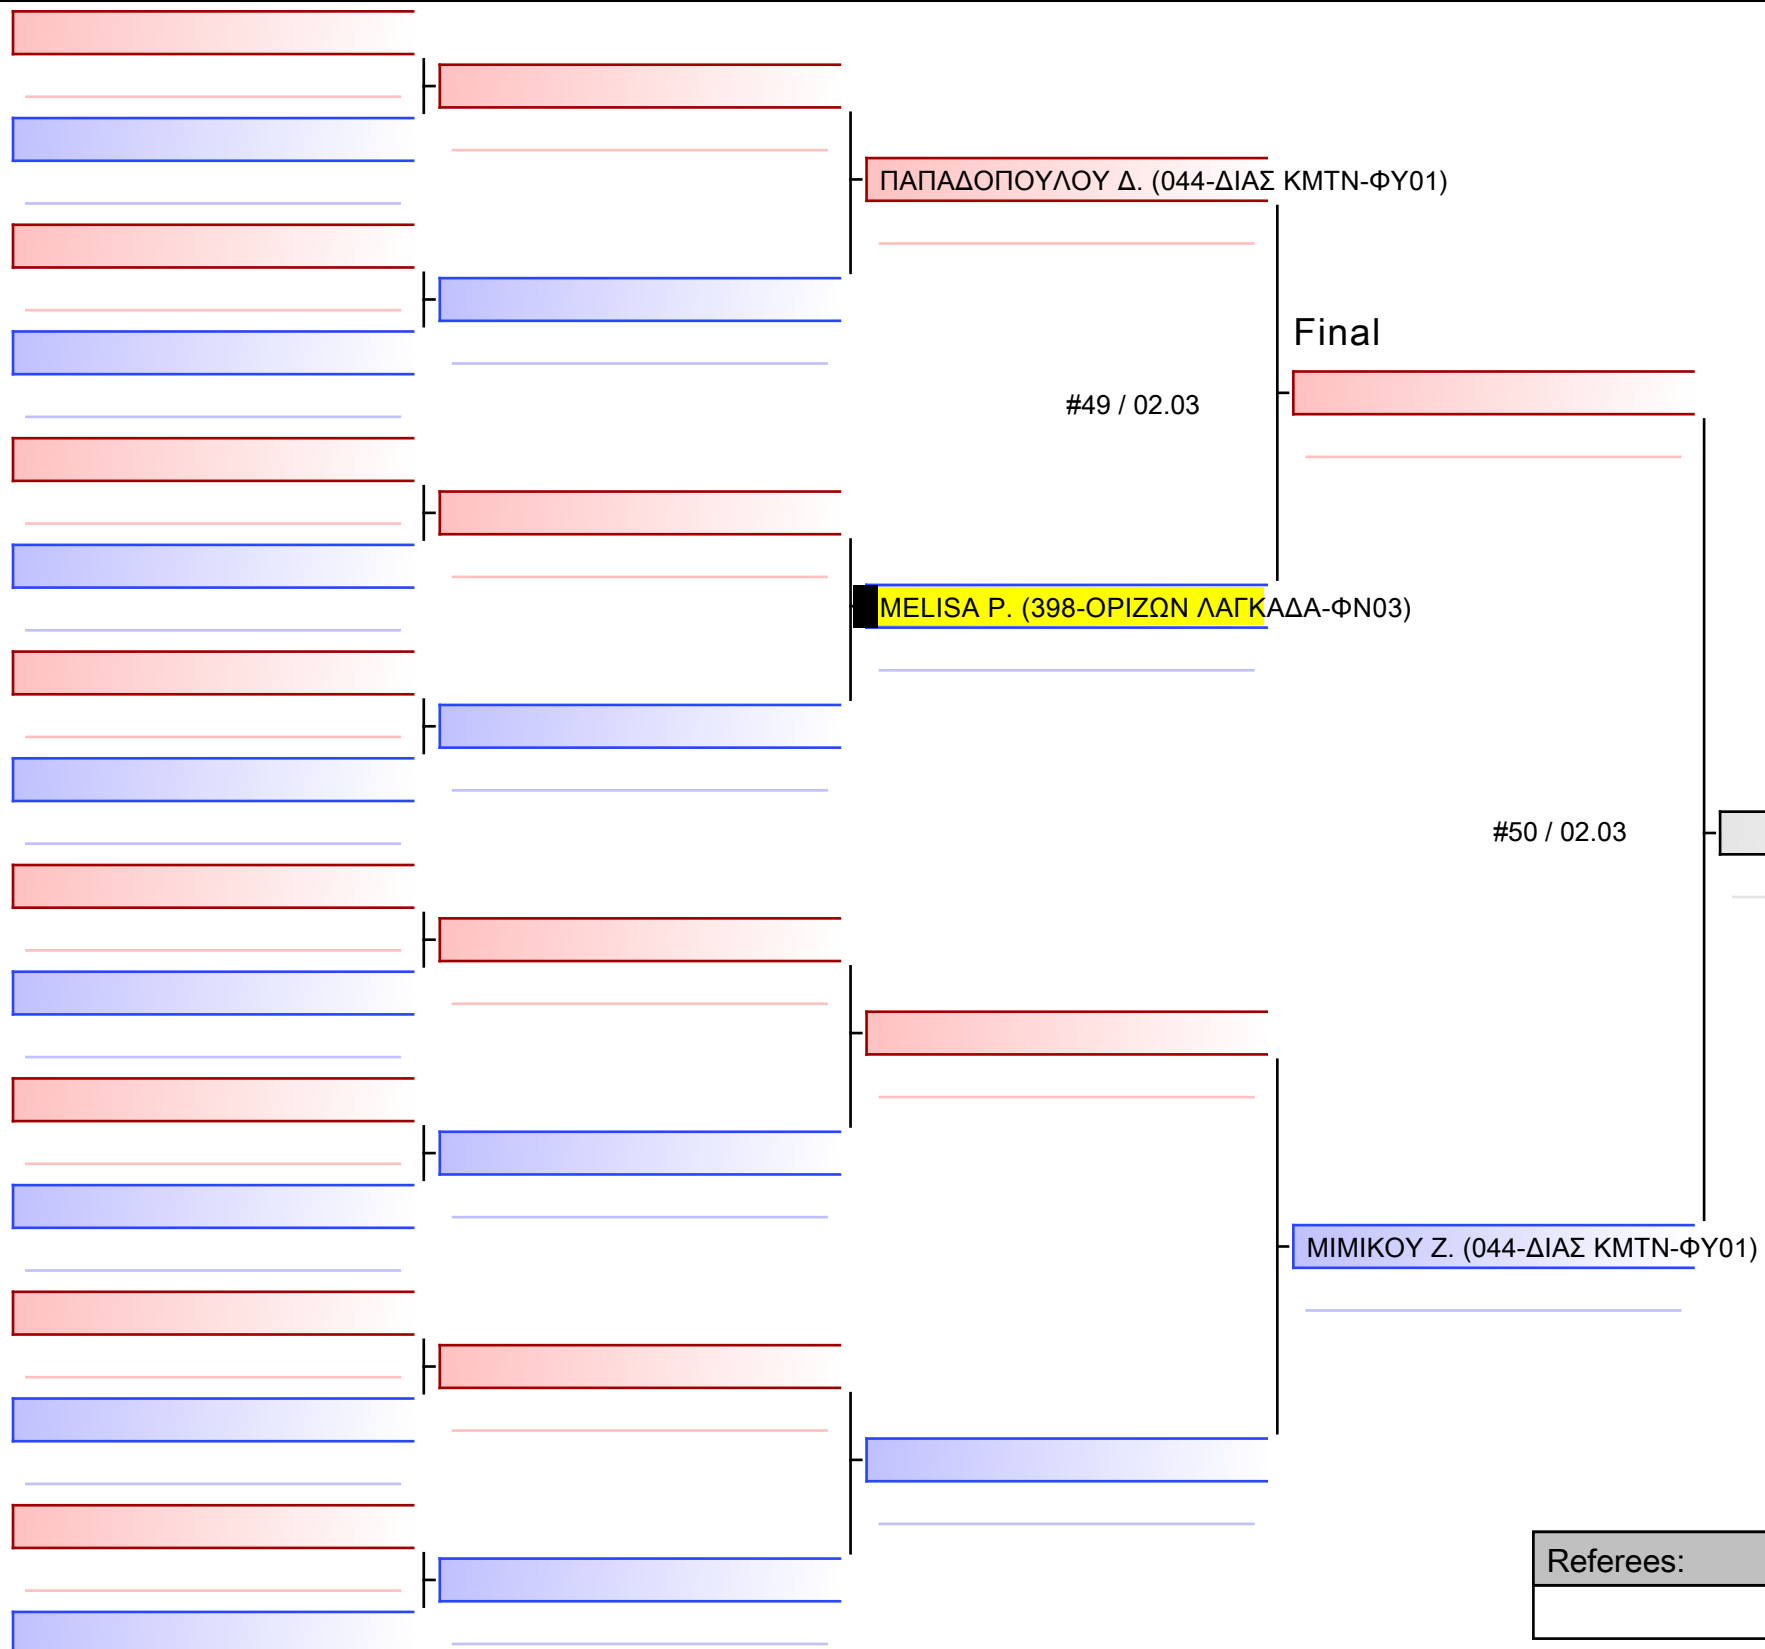 ΠΑΠΑΔΟΠΟΥΛΟΥ Δ. (044-ΔΙΑΣ ΚΜΤΝ-ΦΥ01)
Final
#49 / 02.03
MELISA P. (398-ΟΡΙΖΩΝ ΛΑΓΚΑΔΑ-ΦΝ03)
#50 / 02.03
ΜΙΜΙΚΟΥ Ζ. (044-ΔΙΑΣ ΚΜΤΝ-ΦΥ01)
Referees: